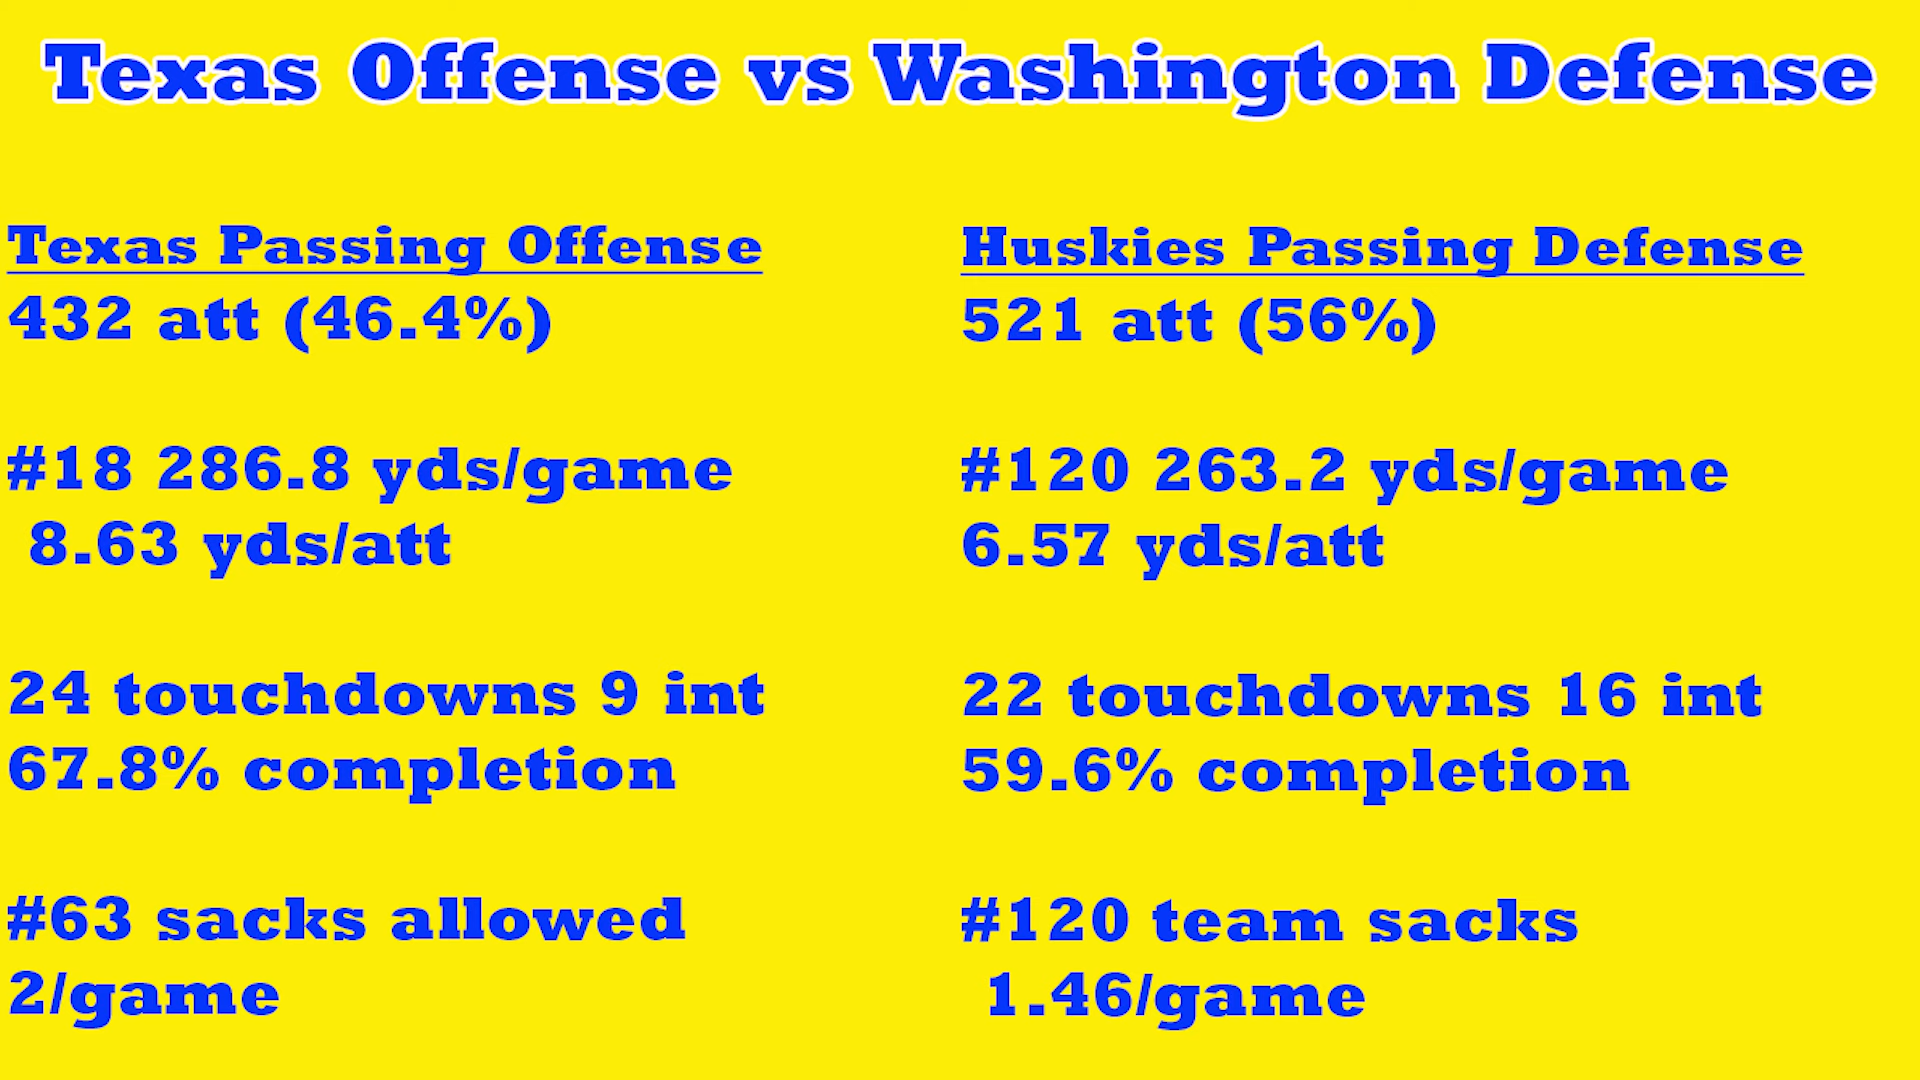 Texas Offense vs Washington Defense
Texas Passing Offense
432 att (46.4%)
#18 286.8 yds/game
8.63 yds/att
24 touchdowns 9 int
67.8% completion
#63 sacks allowed
2/game
Huskies Passing Defense
521 att (56%)
#120 263.2 yds/game
6.57 yds/att
22 touchdowns 16 int
59.6% completion
#120 team sacks
1.46/game